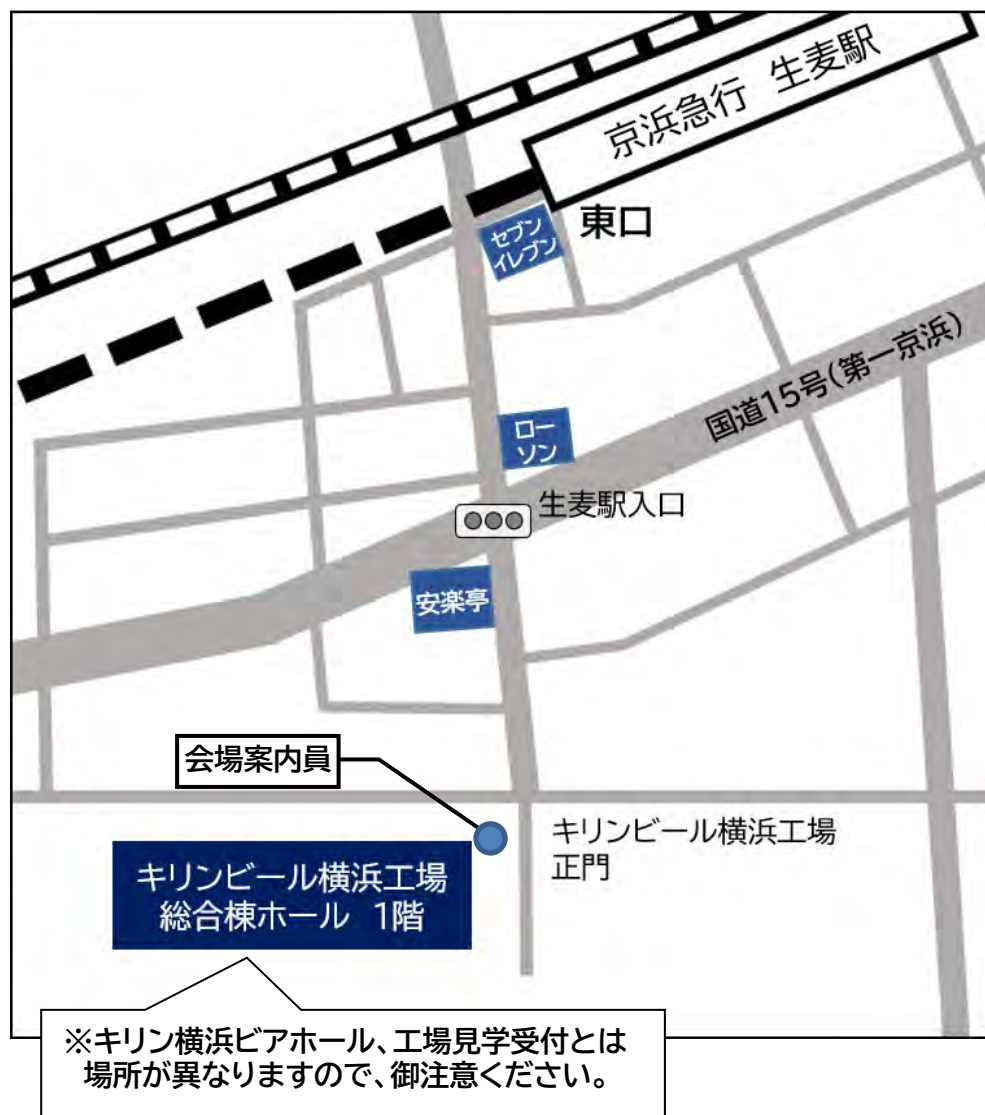 京浜急行 生麦駅
東口
セブン
イレブン
国道15号(第一京浜)
ロー
ソン
生麦駅入口
安楽亭
会場案内員
キリンビール横浜工場
正門
キリンビール横浜工場
総合棟ホール 1階
※キリン横浜ビアホール、工場見学受付とは
場所が異なりますので、御注意ください。